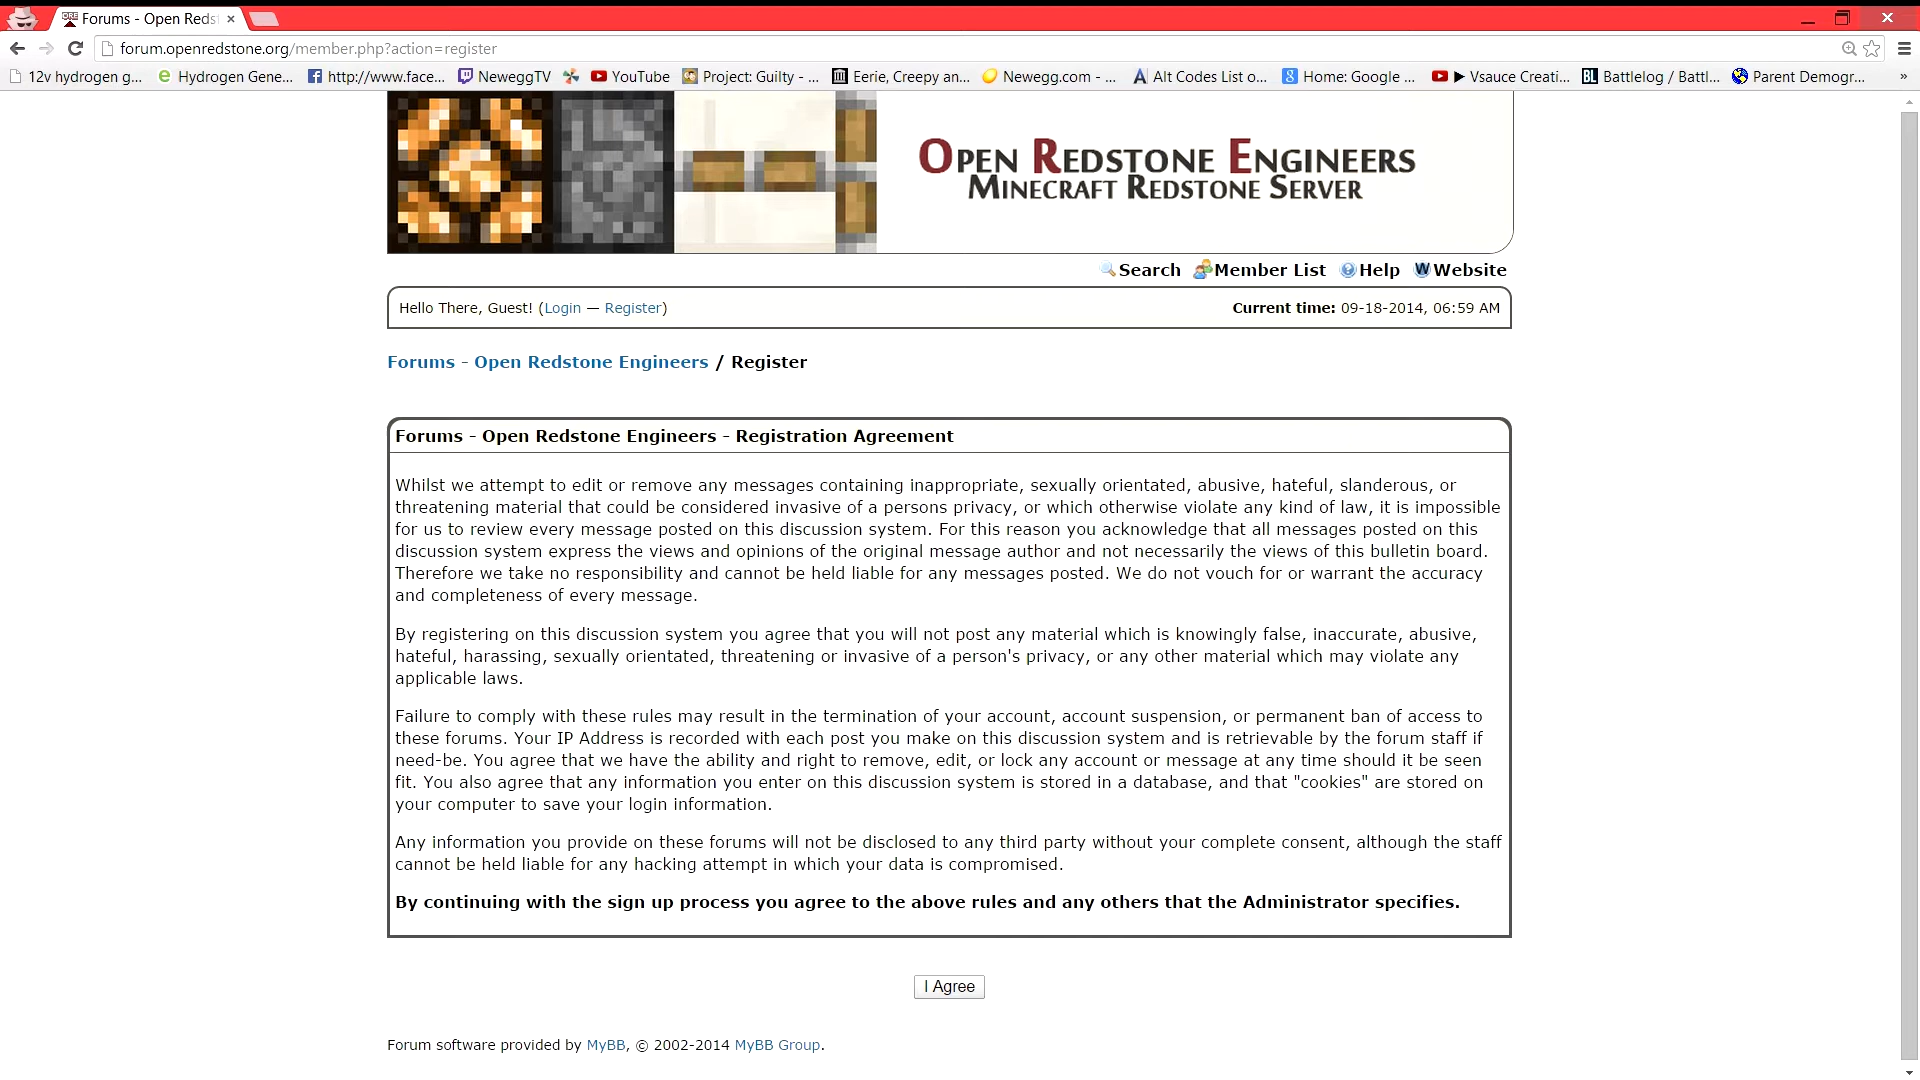 Forums - Open Reds
forum.openredstone.org/member.php?action=register
12v hydrogen g... Hydrogen Gene... http://www.face... NeweggTV YouTube Project: Guilty - ... Eerie, Creepy an... Newegg.com - ... Alt Codes List o... Home: Google ... ▶ Vsauce Creati... Battlelog / Battl... Parent Demogr... »
OPEN REDSTONE ENGINEERS
MINECRAFT REDSTONE SERVER
Search Member List Help Website
Hello There, Guest! (Login — Register) Current time: 09-18-2014, 06:59 AM
Forums - Open Redstone Engineers / Register
Forums - Open Redstone Engineers - Registration Agreement
Whilst we attempt to edit or remove any messages containing inappropriate, sexually orientated, abusive, hateful, slanderous, or
threatening material that could be considered invasive of a persons privacy, or which otherwise violate any kind of law, it is impossible
for us to review every message posted on this discussion system. For this reason you acknowledge that all messages posted on this
discussion system express the views and opinions of the original message author and not necessarily the views of this bulletin board.
Therefore we take no responsibility and cannot be held liable for any messages posted. We do not vouch for or warrant the accuracy
and completeness of every message.
By registering on this discussion system you agree that you will not post any material which is knowingly false, inaccurate, abusive,
hateful, harassing, sexually orientated, threatening or invasive of a person's privacy, or any other material which may violate any
applicable laws.
Failure to comply with these rules may result in the termination of your account, account suspension, or permanent ban of access to
these forums. Your IP Address is recorded with each post you make on this discussion system and is retrievable by the forum staff if
need-be. You agree that we have the ability and right to remove, edit, or lock any account or message at any time should it be seen
fit. You also agree that any information you enter on this discussion system is stored in a database, and that "cookies" are stored on
your computer to save your login information.
Any information you provide on these forums will not be disclosed to any third party without your complete consent, although the staff
cannot be held liable for any hacking attempt in which your data is compromised.
By continuing with the sign up process you agree to the above rules and any others that the Administrator specifies.
I Agree
Forum software provided by MyBB, © 2002-2014 MyBB Group.